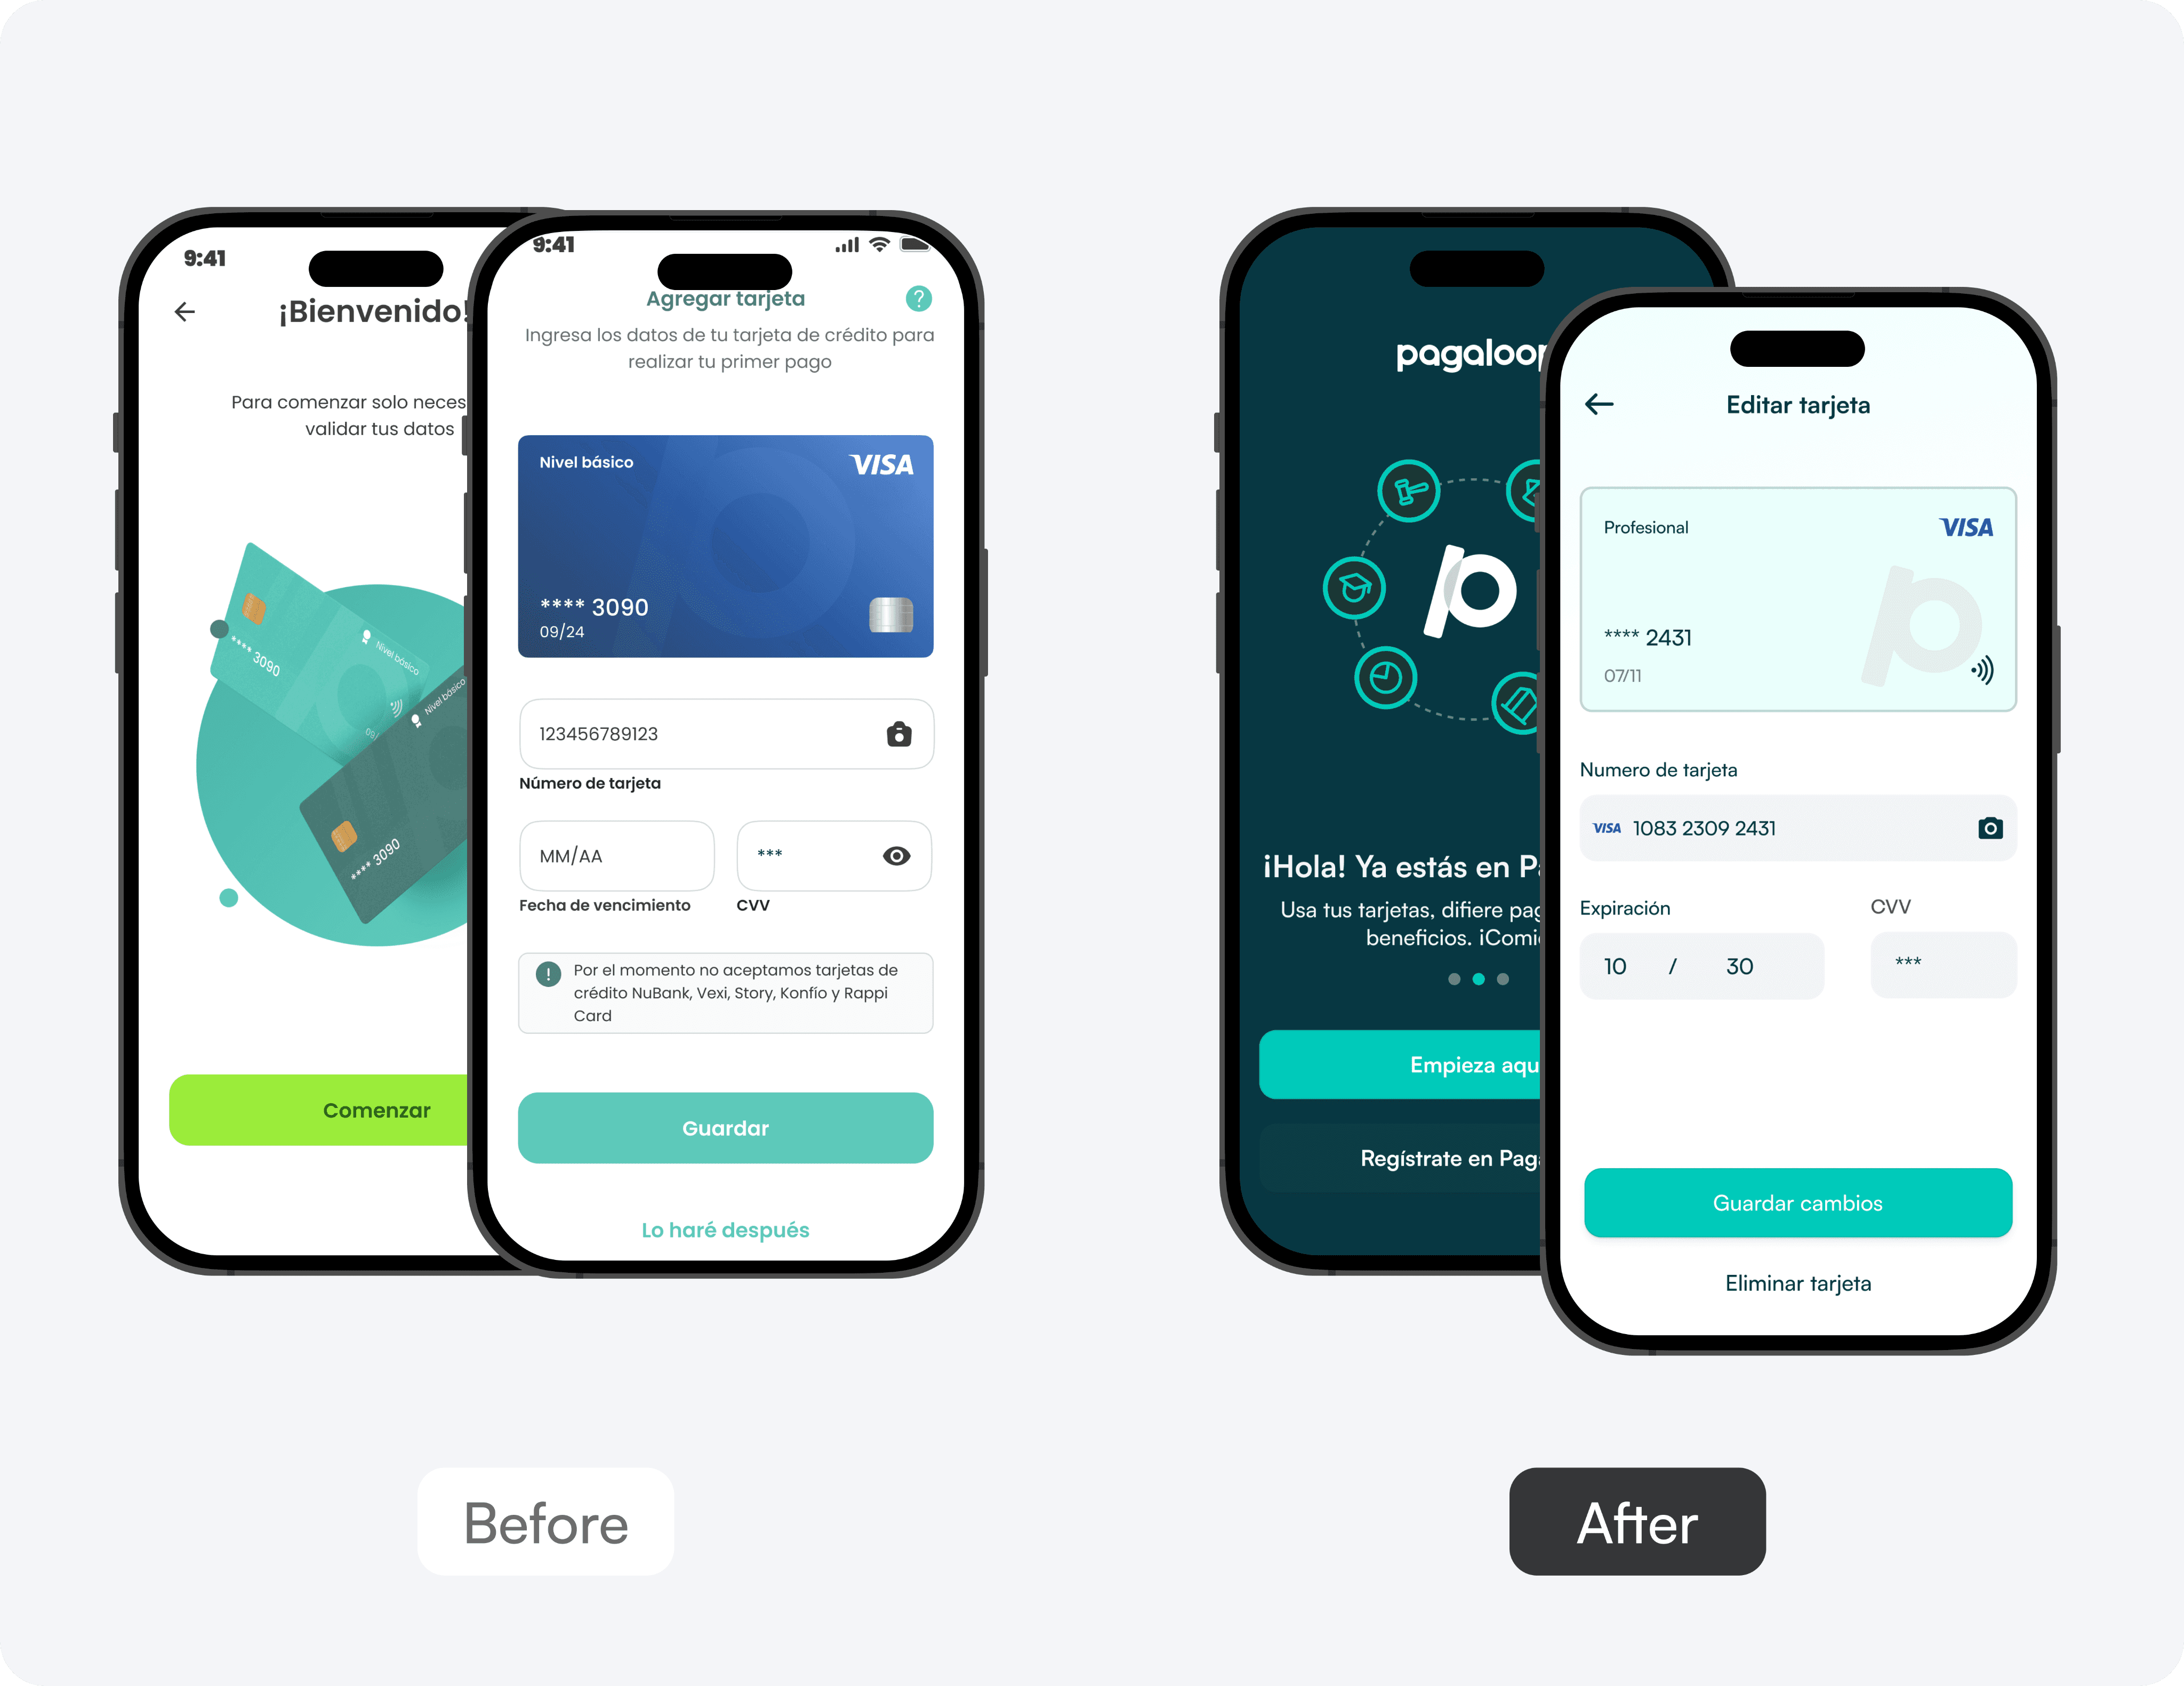 9:41
¡Bienvenido!
Para comenzar solo neces
validar tus datos
**** 3090
Nivel básico
09/
Nivel básico
**** 3090
Comenzar
9:41
Agregar tarjeta
?
Ingresa los datos de tu tarjeta de crédito para
realizar tu primer pago
Nivel básico
VISA
**** 3090
09/24
123456789123
Número de tarjeta
MM/AA
***
Fecha de vencimiento
CVV
! Por el momento no aceptamos tarjetas de
crédito NuBank, Vexi, Story, Konfío y Rappi
Card
Guardar
Lo haré después
Before
pagaloop
p
¡Hola! Ya estás en Pa
Usa tus tarjetas, difiere pag
beneficios. ¡Comi
Empieza aqu
Regístrate en Paga
Editar tarjeta
Profesional
VISA
**** 2431
07/11
Numero de tarjeta
VISA 1083 2309 2431
Expiración
CVV
10 / 30
***
Guardar cambios
Eliminar tarjeta
After